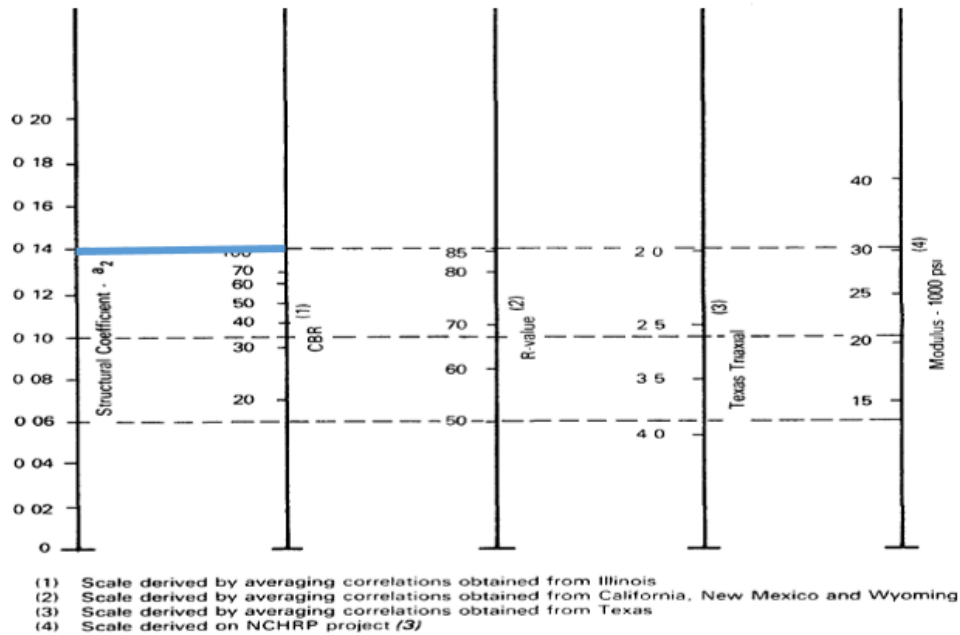 0 20
0 18
0 16
40
0 14 100 85 2 0 30 (4)
70 80
0 12 60 25
50
40 70 2 5
0 10 20
30
60
0 08 3 5
20 15
0 06 50
4 0
0 04
0 02
0
Structural Coefficient - a2
CBR (1)
R-value (2)
Texas Triaxial (3)
Modulus - 1000 psi
(1) Scale derived by averaging correlations obtained from Illinois
(2) Scale derived by averaging correlations obtained from California, New Mexico and Wyoming
(3) Scale derived by averaging correlations obtained from Texas
(4) Scale derived on NCHRP project (3)